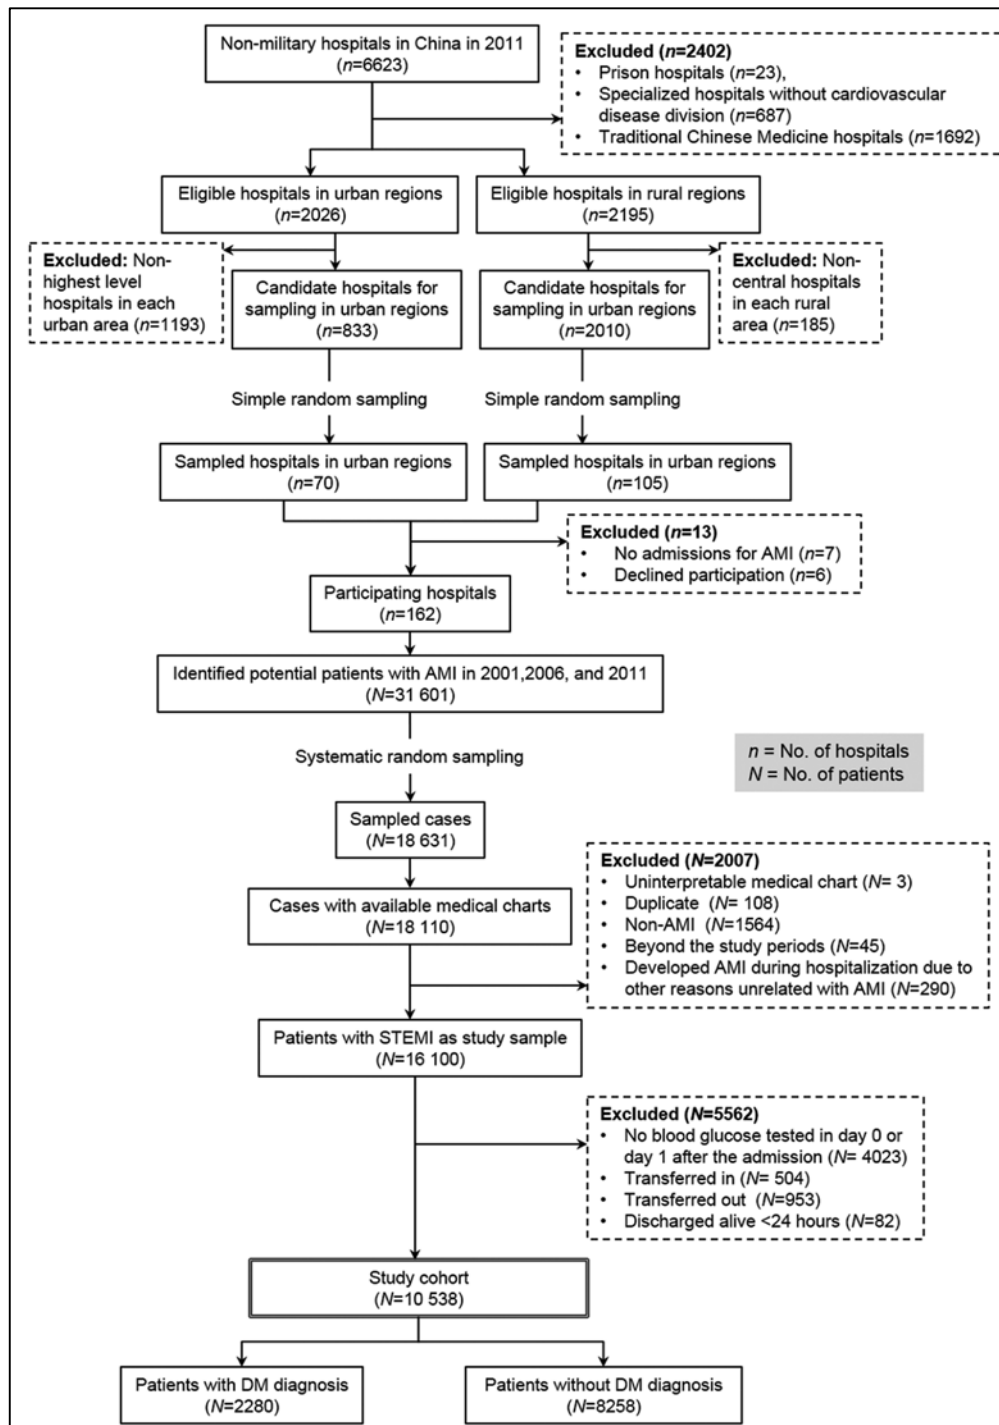 Non-military hospitals in China in 2011
(n=6623)
Excluded (n=2402)
• Prison hospitals (n=23),
• Specialized hospitals without cardiovascular
disease division (n=687)
• Traditional Chinese Medicine hospitals (n=1692)
Eligible hospitals in urban regions
(n=2026)
Eligible hospitals in rural regions
(n=2195)
Excluded: Non-
highest level
hospitals in each
urban area (n=1193)
Candidate hospitals for
sampling in urban regions
(n=833)
Candidate hospitals for
sampling in urban regions
(n=2010)
Excluded: Non-
central hospitals
in each rural
area (n=185)
Simple random sampling
Simple random sampling
Sampled hospitals in urban regions
(n=70)
Sampled hospitals in urban regions
(n=105)
Excluded (n=13)
• No admissions for AMI (n=7)
• Declined participation (n=6)
Participating hospitals
(n=162)
Identified potential patients with AMI in 2001,2006, and 2011
(N=31 601)
Systematic random sampling
n = No. of hospitals
N = No. of patients
Sampled cases
(N=18 631)
Cases with available medical charts
(N=18 110)
Excluded (N=2007)
• Uninterpretable medical chart (N= 3)
• Duplicate (N= 108)
• Non-AMI (N=1564)
• Beyond the study periods (N=45)
• Developed AMI during hospitalization due to
other reasons unrelated with AMI (N=290)
Patients with STEMI as study sample
(N=16 100)
Excluded (N=5562)
• No blood glucose tested in day 0 or
day 1 after the admission (N= 4023)
• Transferred in (N= 504)
• Transferred out (N=953)
• Discharged alive <24 hours (N=82)
Study cohort
(N=10 538)
Patients with DM diagnosis
(N=2280)
Patients without DM diagnosis
(N=8258)